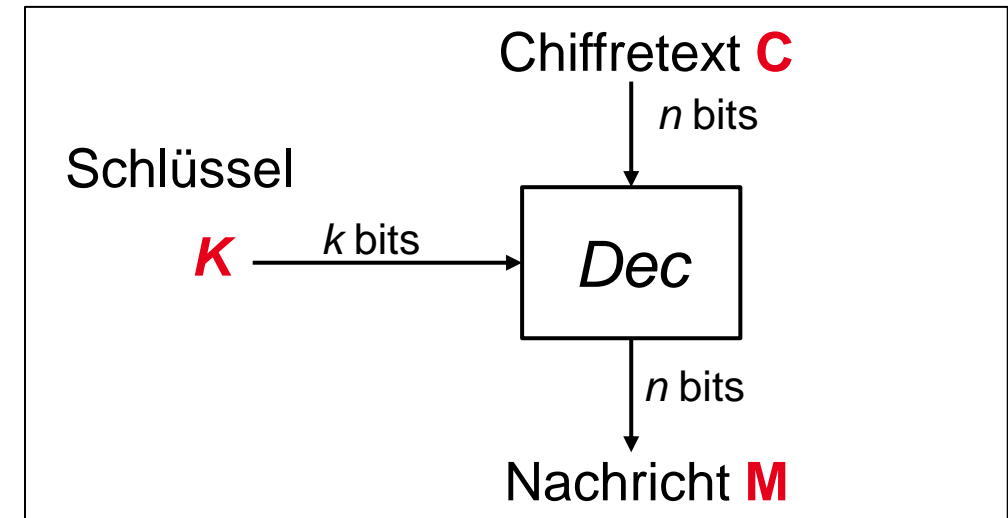 Chiffretext C
n bits
Schlüssel
K
k bits
Dec
n bits
Nachricht M